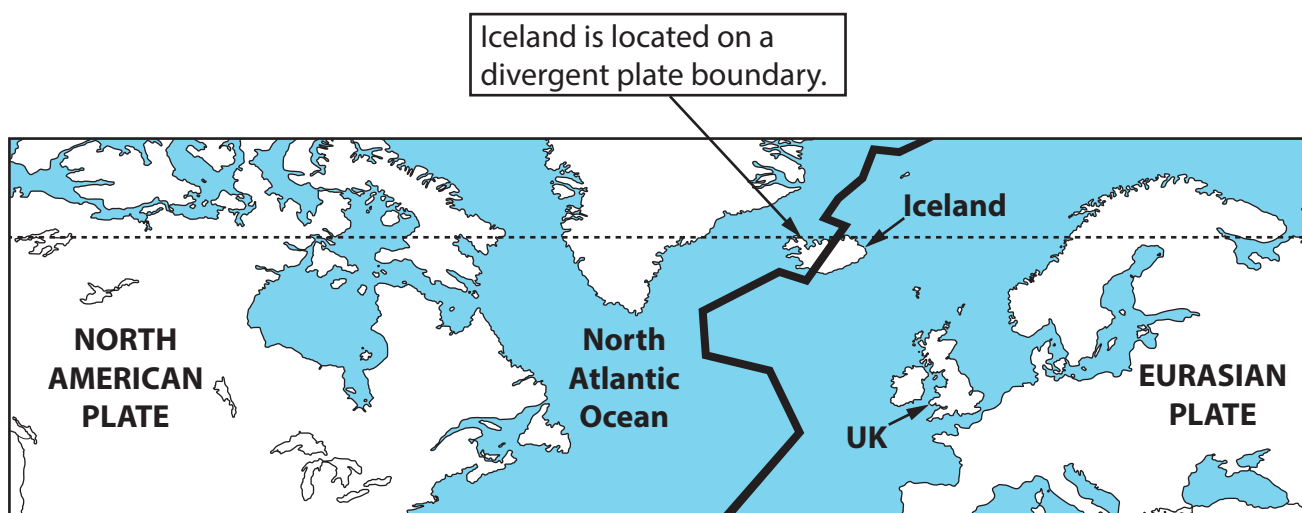 Iceland is located on a
divergent plate boundary.
Iceland
NORTH
AMERICAN
PLATE
North
Atlantic
Ocean
UK
EURASIAN
PLATE